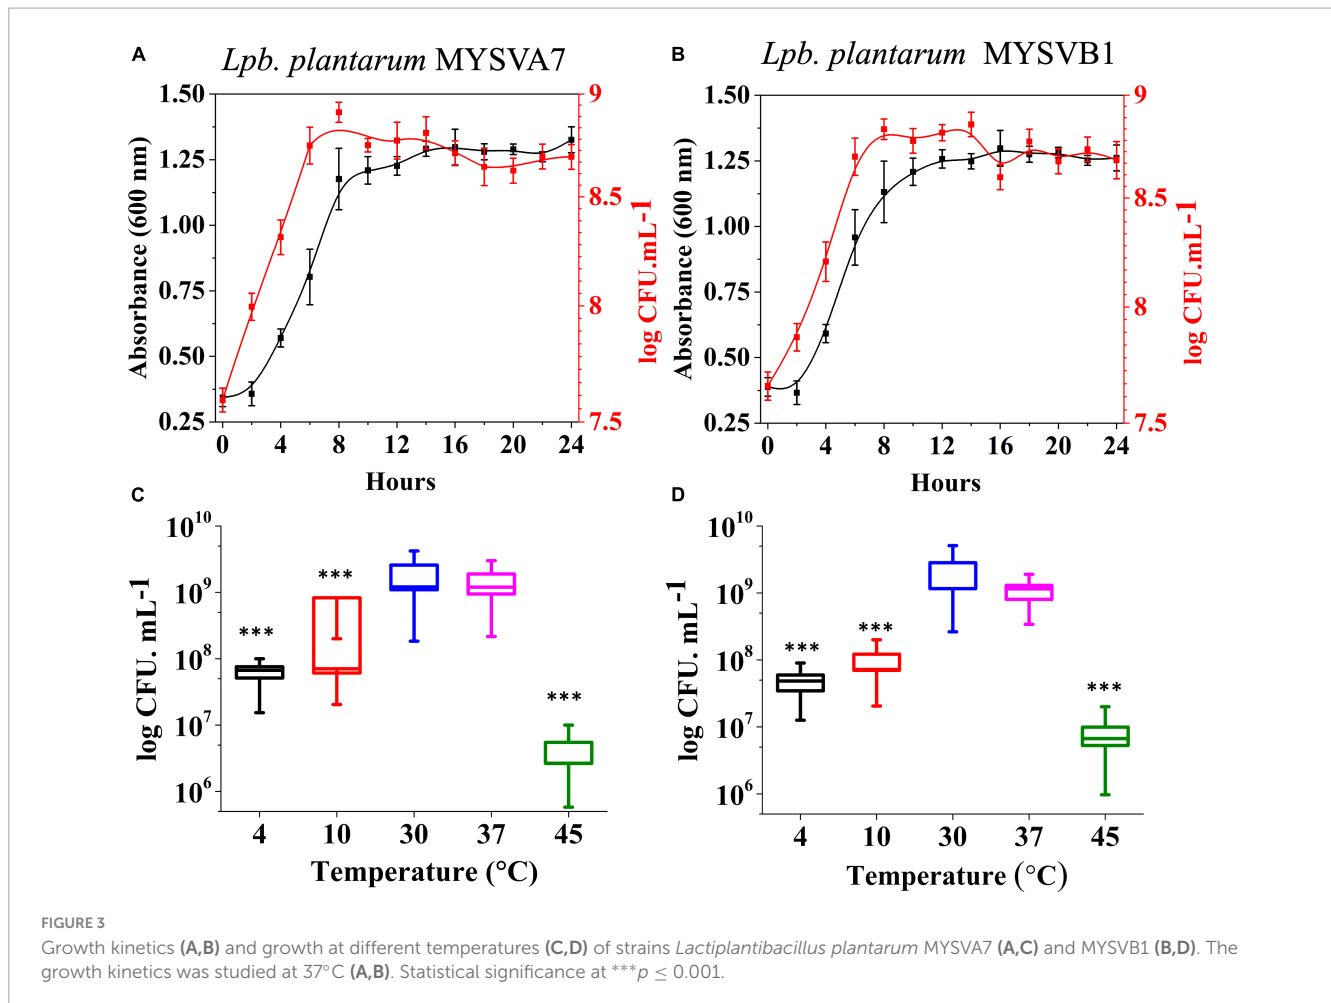 A
Lpb. plantarum MYSVA7
1.50
1.25
1.00
0.75
0.50
0.25
Absorbance (600 nm)
9
8.5
8
7.5
log CFU.mL-1
0 4 8 12 16 20 24
Hours
B
Lpb. plantarum MYSVB1
1.50
1.25
1.00
0.75
0.50
0.25
Absorbance (600 nm)
9
8.5
8
7.5
log CFU.mL-1
0 4 8 12 16 20 24
Hours
C
10^10
10^9
10^8
10^7
10^6
log CFU. mL-1
***
***
***
4 10 30 37 45
Temperature (°C)
D
10^10
10^9
10^8
10^7
10^6
log CFU. mL-1
***
***
***
4 10 30 37 45
Temperature (°C)
FIGURE 3
Growth kinetics (A,B) and growth at different temperatures (C,D) of strains Lactiplantibacillus plantarum MYSVA7 (A,C) and MYSVB1 (B,D). The
growth kinetics was studied at 37°C (A,B). Statistical significance at ***p ≤ 0.001.